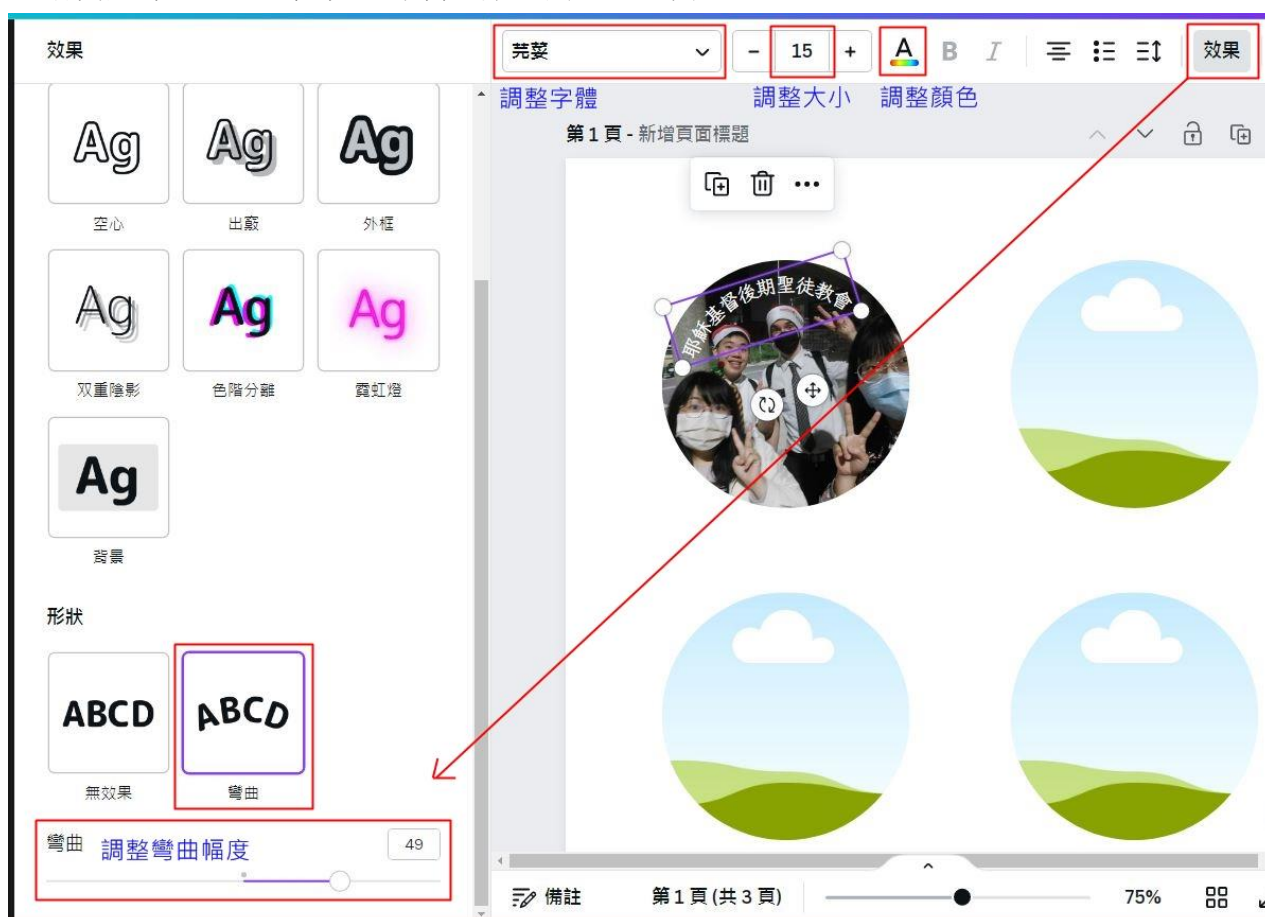 效果
芫荽
- 15 +
A B I
效果
調整字體
調整大小
調整顏色
第 1 頁 - 新增頁面標題
Ag
Ag
Ag
空心
出竅
外框
Ag
Ag
Ag
双重陰影
色階分離
霓虹燈
Ag
背景
耶穌基督後期聖徒教會
形狀
ABCD
ABCD
無效果
彎曲
彎曲
調整彎曲幅度
49
備註
第 1 頁 (共 3 頁)
75%